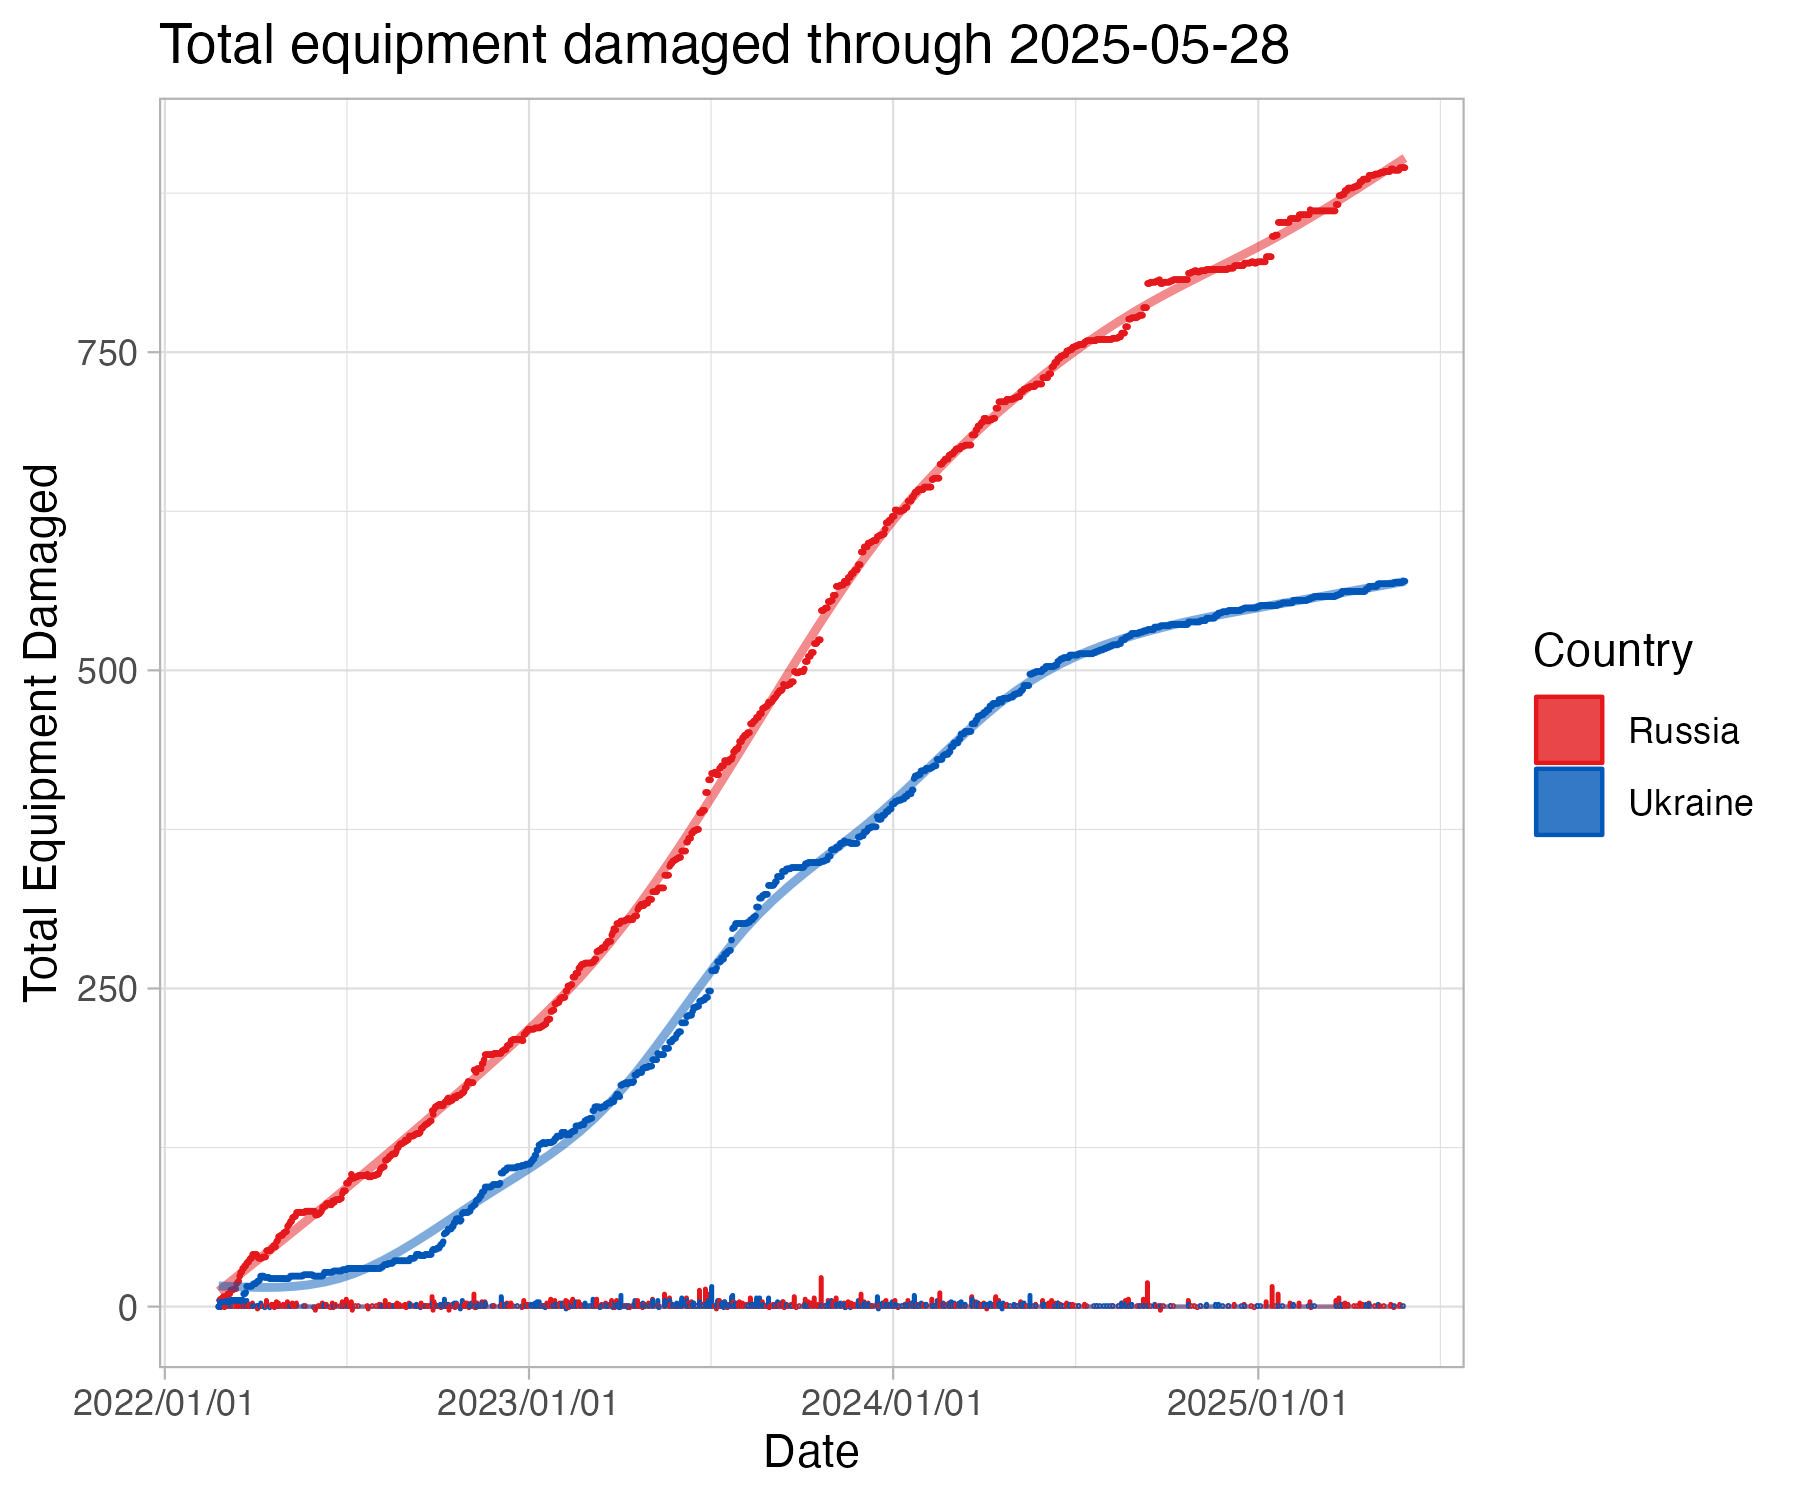 Total equipment damaged through 2025-05-28
Total Equipment Damaged
750
500
250
0
2022/01/01
2023/01/01
2024/01/01
2025/01/01
Date
Country
Russia
Ukraine